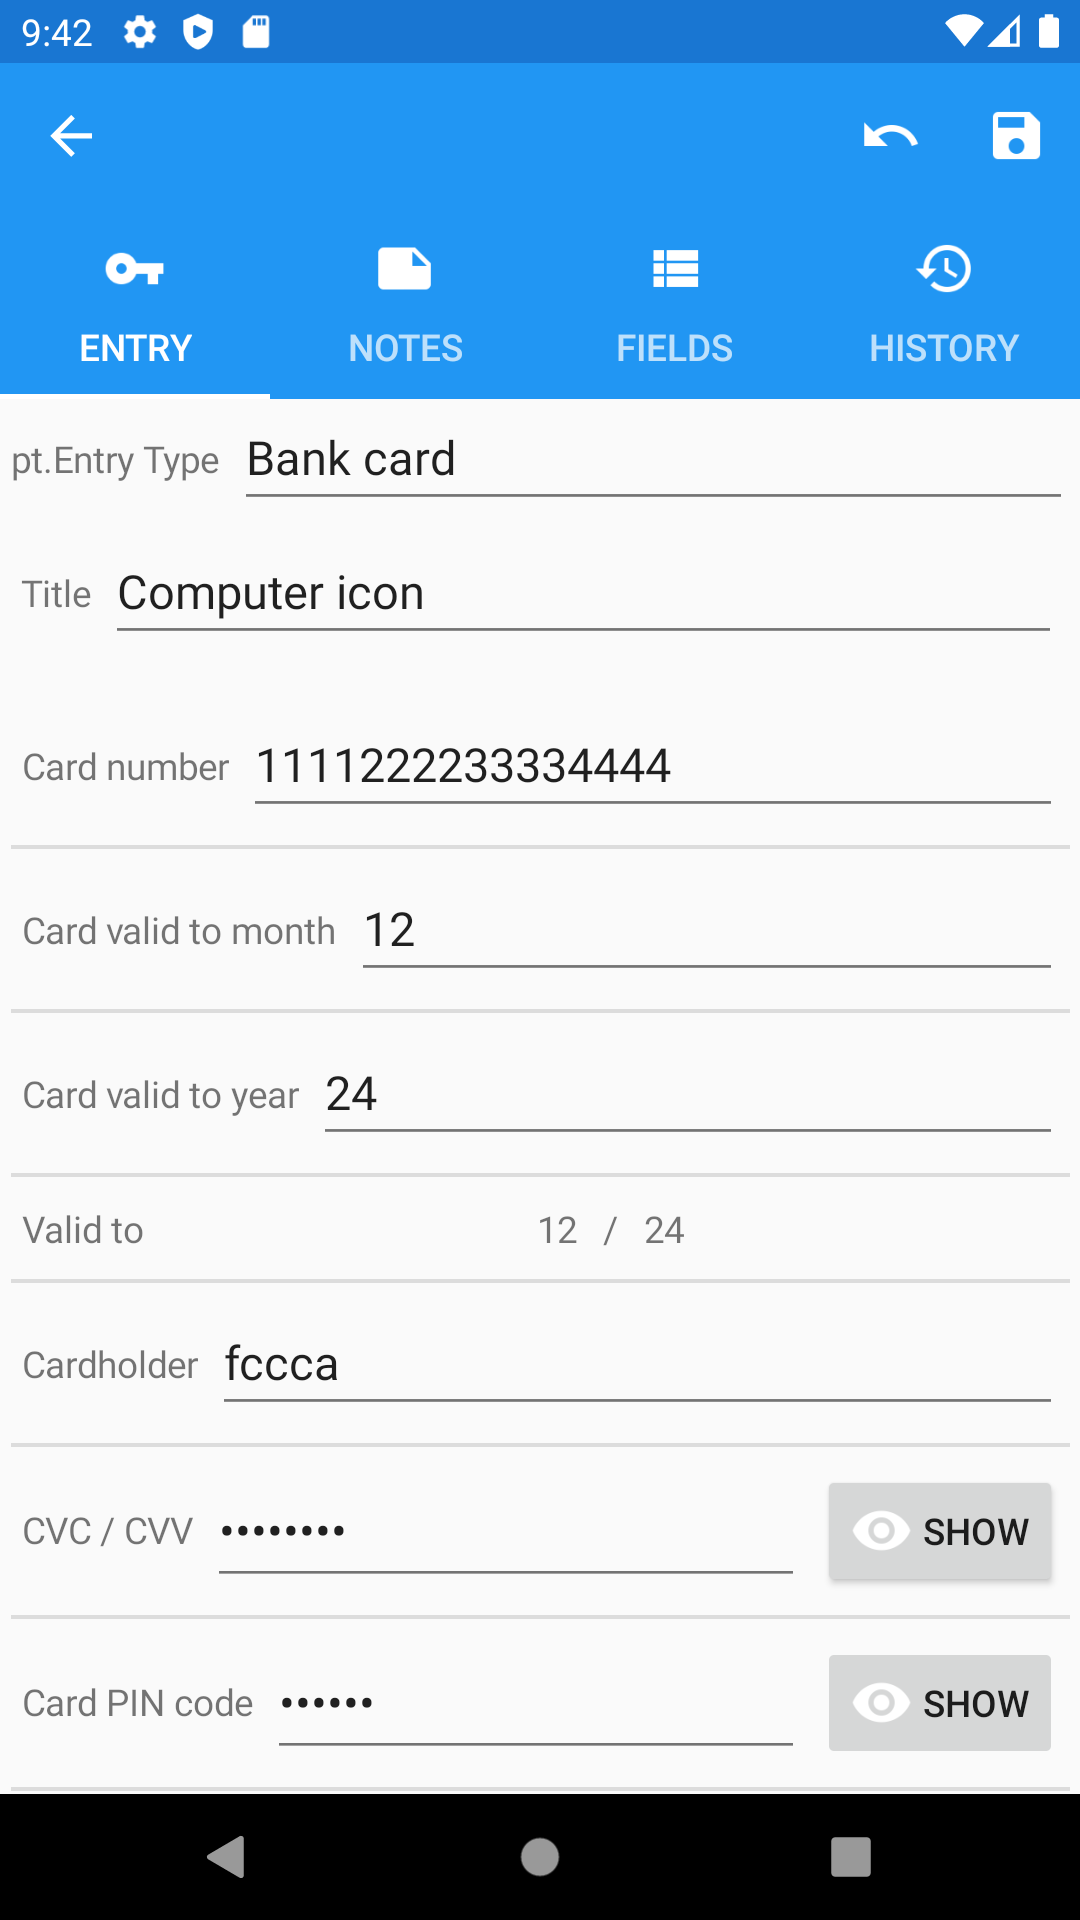 9:42
ENTRY NOTES FIELDS HISTORY
pt.Entry Type Bank card
Title Computer icon
Card number 1111222233334444
Card valid to month 12
Card valid to year 24
Valid to 12 / 24
Cardholder fccca
CVC / CVV •••••••• SHOW
Card PIN code •••••• SHOW